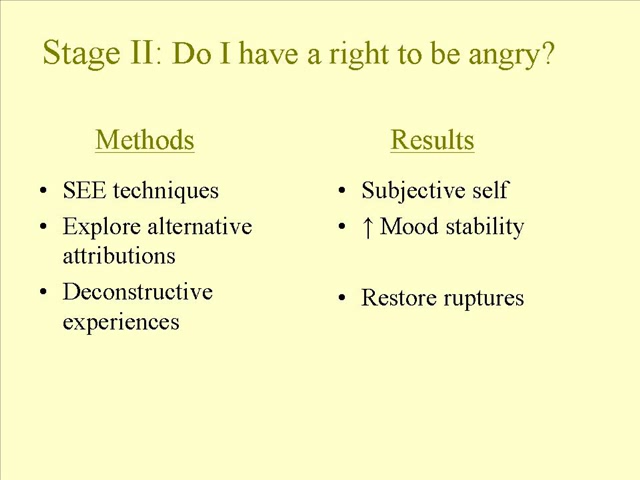 Stage II: Do I have a right to be angry?
Methods
• SEE techniques
• Explore alternative
attributions
• Deconstructive
experiences
Results
• Subjective self
• ↑ Mood stability
• Restore ruptures